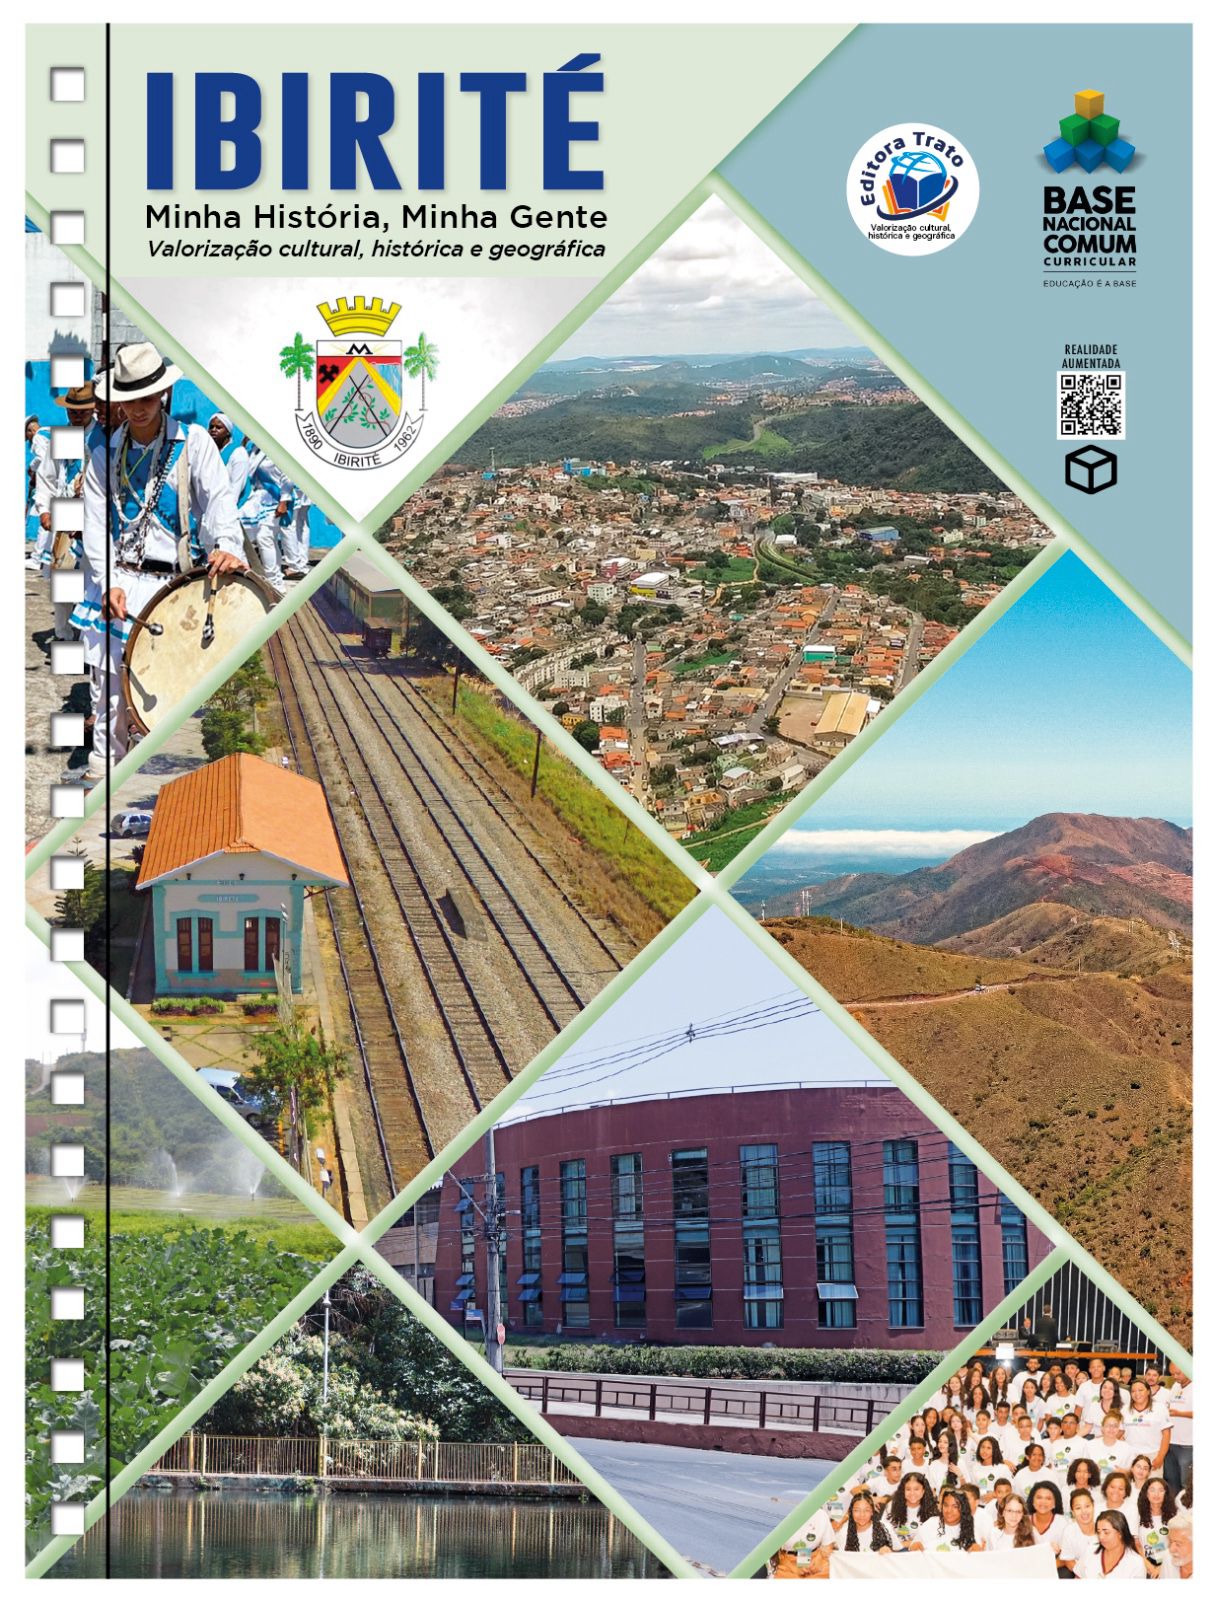 IBIRITÉ
Minha História, Minha Gente
Valorização cultural, histórica e geográfica
Editora Trato
Valorização cultural,
histórica e geográfica
BASE
NACIONAL
COMUM
CURRICULAR
EDUCAÇÃO É A BASE
REALIDADE
AUMENTADA
M
1890 IBIRITÉ 1962
IBIRITÉ